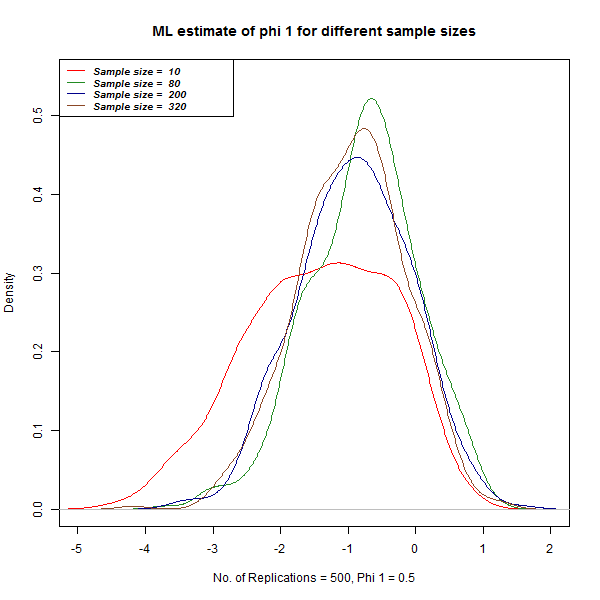 ML estimate of phi 1 for different sample sizes
Sample size = 10
Sample size = 80
Sample size = 200
Sample size = 320
Density
0.5
0.4
0.3
0.2
0.1
0.0
-5 -4 -3 -2 -1 0 1 2
No. of Replications = 500, Phi 1 = 0.5